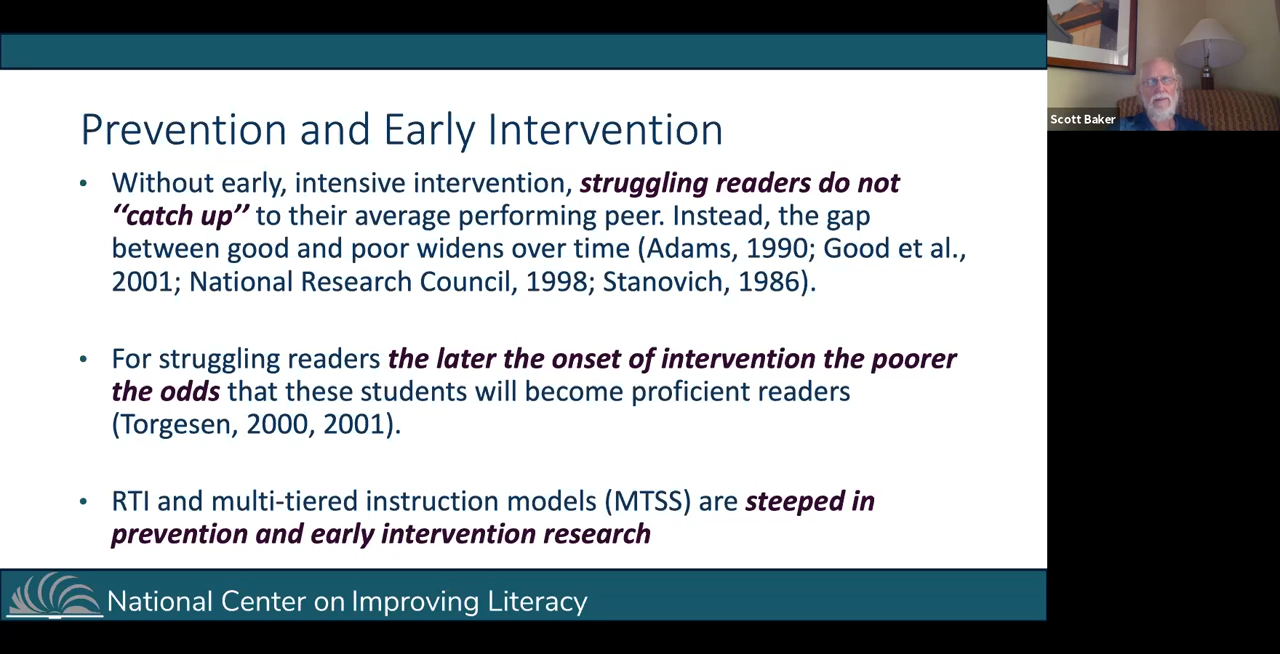 Prevention and Early Intervention
• Without early, intensive intervention, struggling readers do not
‘‘catch up’’ to their average performing peer. Instead, the gap
between good and poor widens over time (Adams, 1990; Good et al.,
2001; National Research Council, 1998; Stanovich, 1986).
• For struggling readers the later the onset of intervention the poorer
the odds that these students will become proficient readers
(Torgesen, 2000, 2001).
• RTI and multi-tiered instruction models (MTSS) are steeped in
prevention and early intervention research
National Center on Improving Literacy
Scott Baker